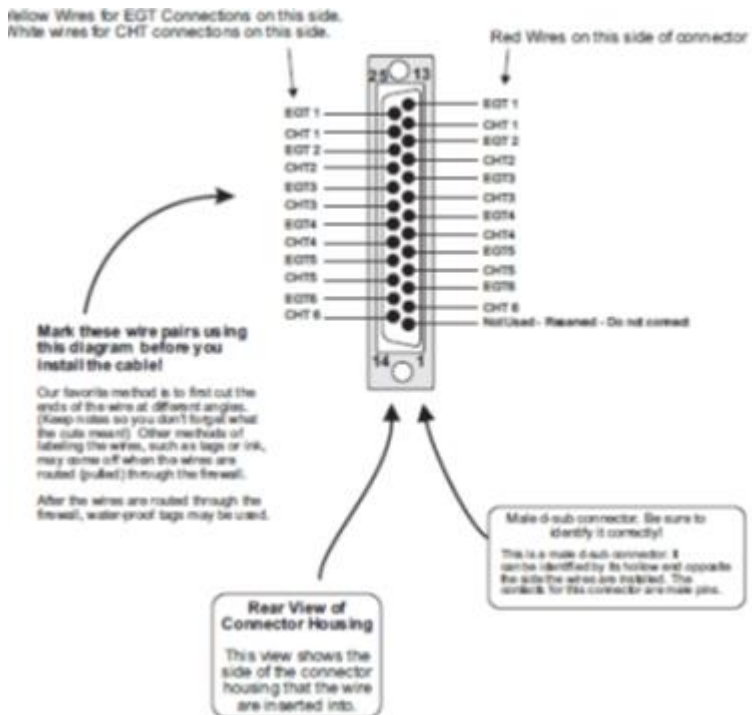 Yellow Wires for EGT Connections on this side.
White wires for CHT connections on this side.
Red Wires on this side of connector
25 13
EGT 1
CHT 1
EGT 2
CHT2
EGT3
CHT3
EGT4
CHT4
EGT5
CHT5
EGT6
CHT 6
EGT 1
CHT 1
EGT 2
CHT2
EGT3
CHT3
EGT4
CHT4
EGT5
CHT5
EGT6
CHT 6
Not Used - Reserved - Do not connect
14 1
Mark these wire pairs using
this diagram before you
install the cable!
Our favorite method is to first cut the
ends of the wire at different angles.
(Keep notes so you don't forget what
the cuts meant). Other methods of
labeling the wires, such as tags or ink,
may come off when the wires are
routed (pulled) through the firewall.
After the wires are routed through the
firewall, water-proof tags may be used.
Male d-sub connector. Be sure to
identify it correctly!
This is a male d-sub connector. It
can be identified by its hollow end opposite
the side the wires are installed. The
contacts for this connector are male pins.
Rear View of
Connector Housing
This view shows the
side of the connector
housing that the wire
are inserted into.